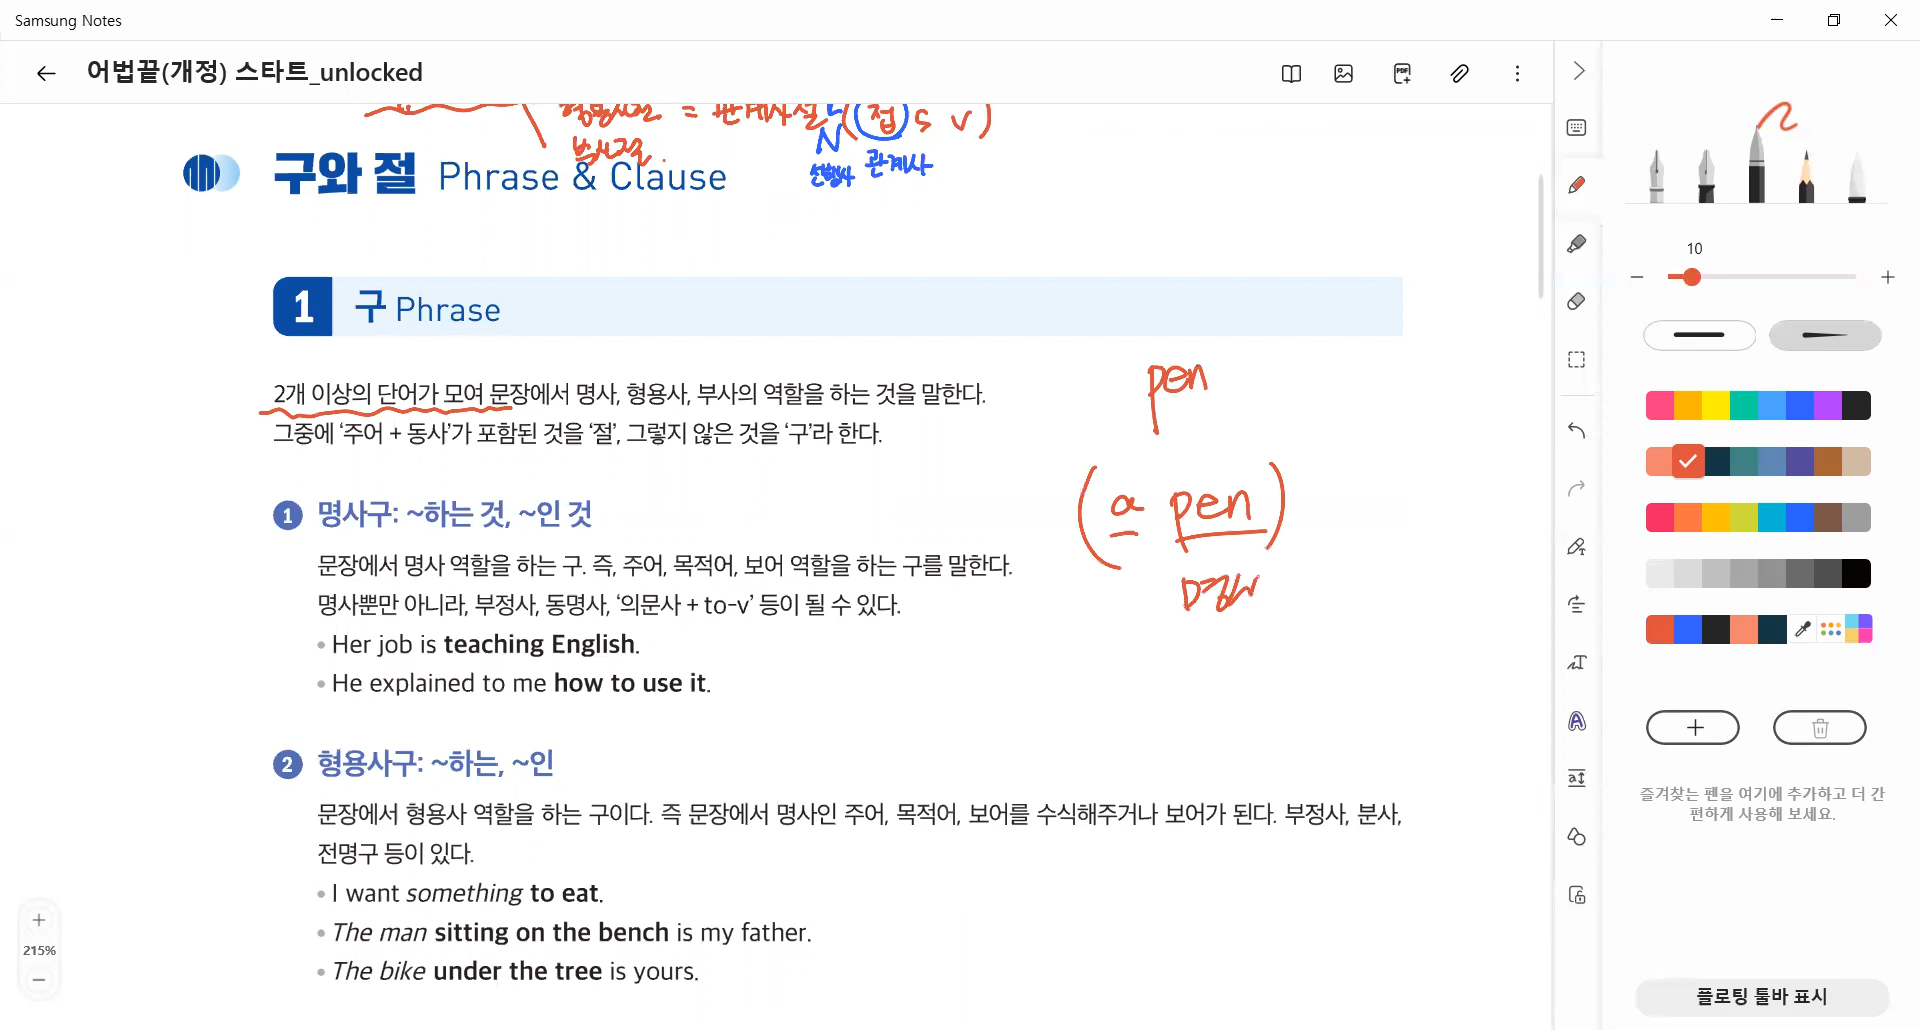 Samsung Notes
어법끝(개정) 스타트_unlocked
PDF
= 관계사절 (접 S V)
N
선행사 관계사
구와 절 Phrase & Clause
1 구 Phrase
2개 이상의 단어가 모여 문장에서 명사, 형용사, 부사의 역할을 하는 것을 말한다.
그중에 ‘주어 + 동사’가 포함된 것을 ‘절’, 그렇지 않은 것을 ‘구’라 한다.
pen
(a pen)
명사
1 명사구: ~하는 것, ~인 것
문장에서 명사 역할을 하는 구. 즉, 주어, 목적어, 보어 역할을 하는 구를 말한다.
명사뿐만 아니라, 부정사, 동명사, ‘의문사 + to-v’ 등이 될 수 있다.
• Her job is teaching English.
• He explained to me how to use it.
2 형용사구: ~하는, ~인
문장에서 형용사 역할을 하는 구이다. 즉 문장에서 명사인 주어, 목적어, 보어를 수식해주거나 보어가 된다. 부정사, 분사,
전명구 등이 있다.
• I want something to eat.
• The man sitting on the bench is my father.
• The bike under the tree is yours.
215%
10
즐겨찾는 펜을 여기에 추가하고 더 간
편하게 사용해 보세요.
플로팅 툴바 표시